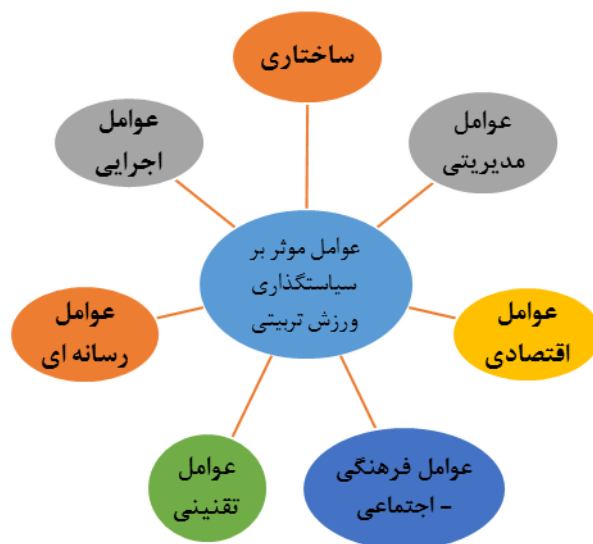 ساختاری
عوامل
مدیریتی
عوامل
اجرایی
عوامل موثر بر
سیاستگذاری
ورزش تربیتی
عوامل
اقتصادی
عوامل
رسانه ای
عوامل فرهنگی
- اجتماعی
عوامل
تقنینی